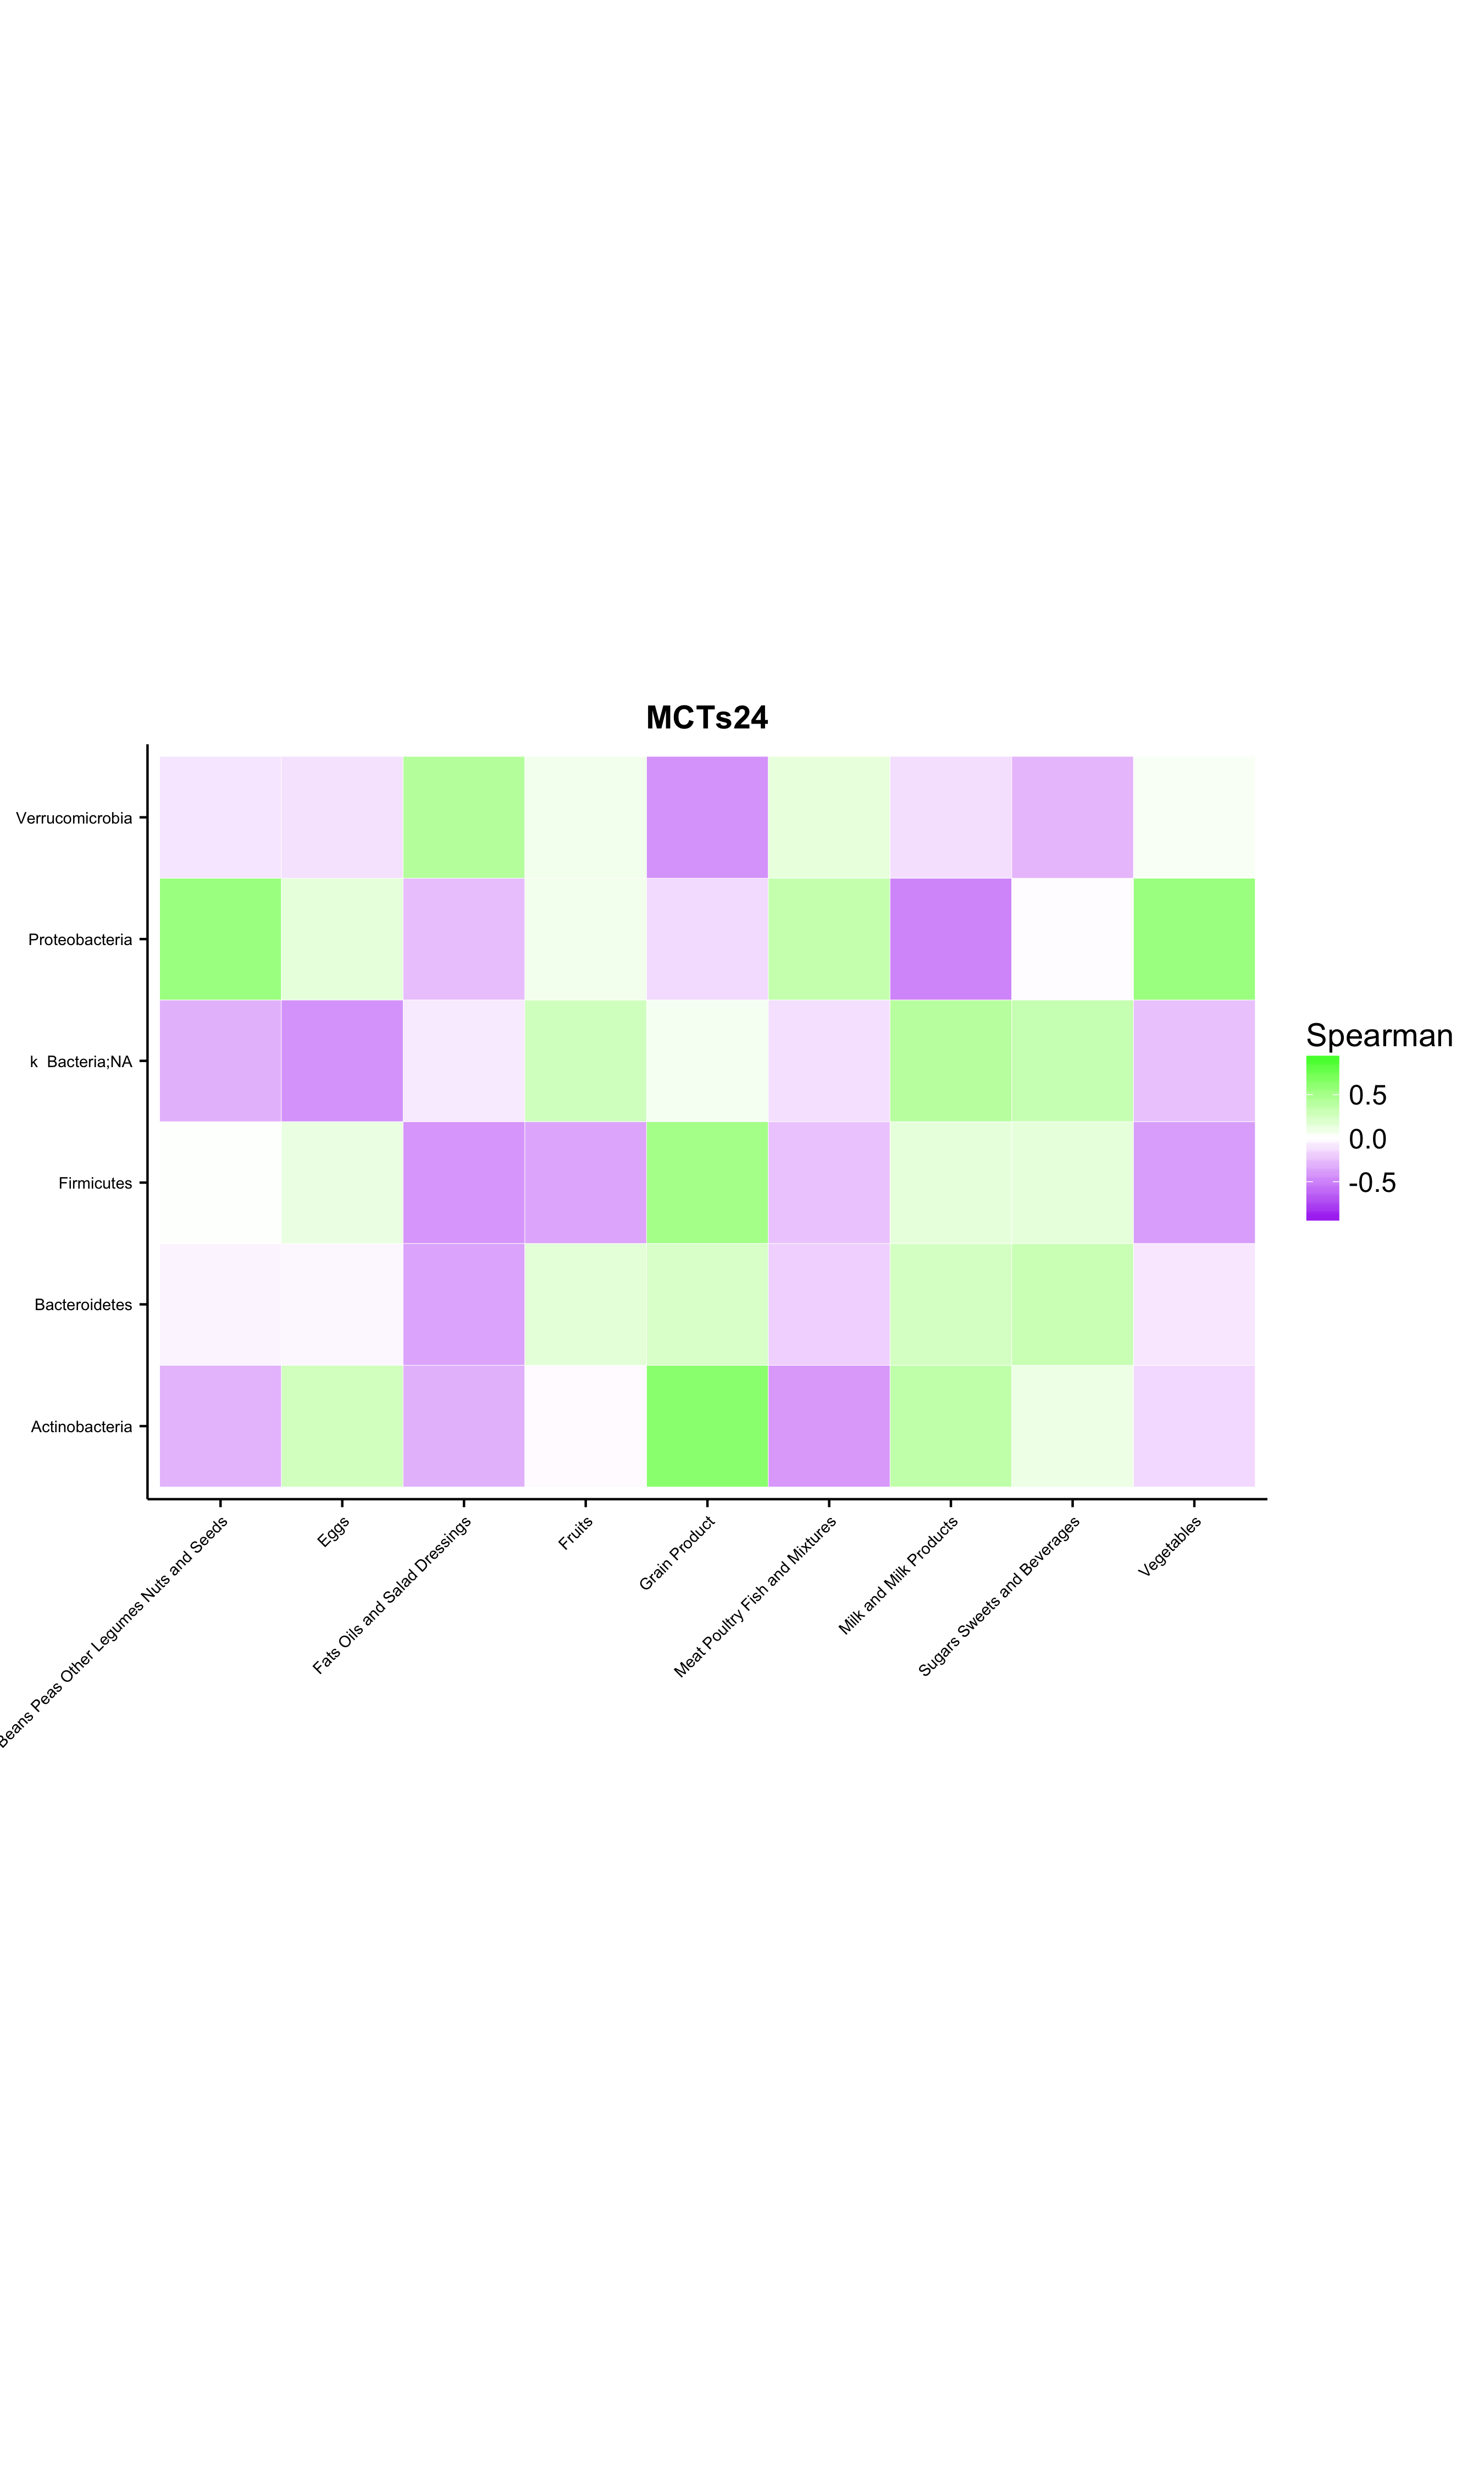 MCTs24
Verrucomicrobia
Proteobacteria
k  Bacteria;NA
Firmicutes
Bacteroidetes
Actinobacteria
Beans Peas Other Legumes Nuts and Seeds
Eggs
Fats Oils and Salad Dressings
Fruits
Grain Product
Meat Poultry Fish and Mixtures
Milk and Milk Products
Sugars Sweets and Beverages
Vegetables
Spearman
0.5
0.0
-0.5